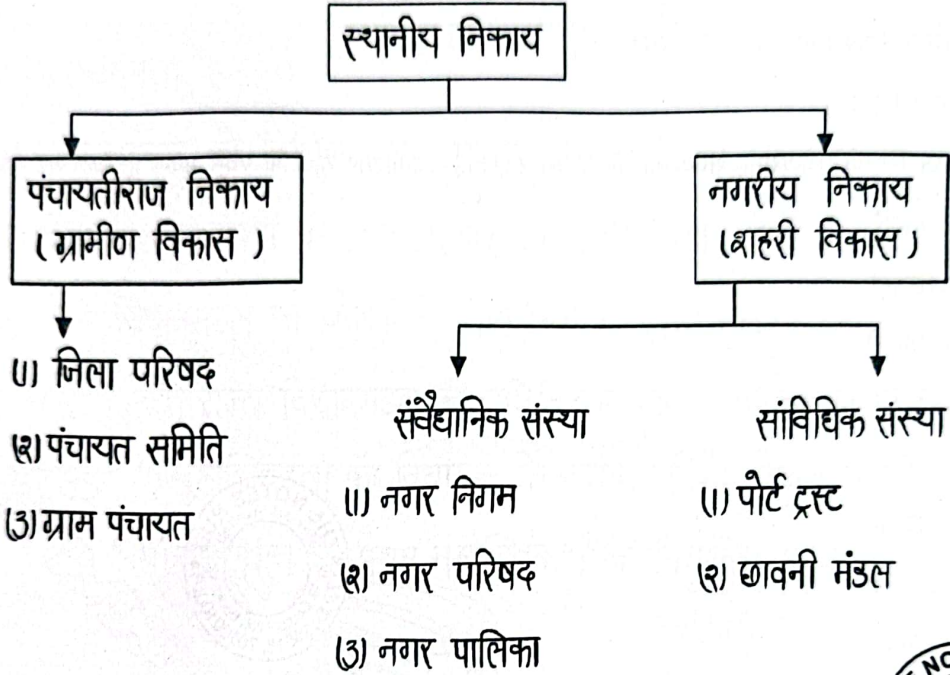 स्थानीय निकाय
पंचायतीराज निकाय
( ग्रामीण विकास )
नगरीय निकाय
(शहरी विकास)
(1) जिला परिषद
(२) पंचायत समिति
(3) ग्राम पंचायत
संवैधानिक संस्था
(1) नगर निगम
(२) नगर परिषद
(3) नगर पालिका
सांविधिक संस्था
(1) पोर्ट ट्रस्ट
(२) छावनी मंडल